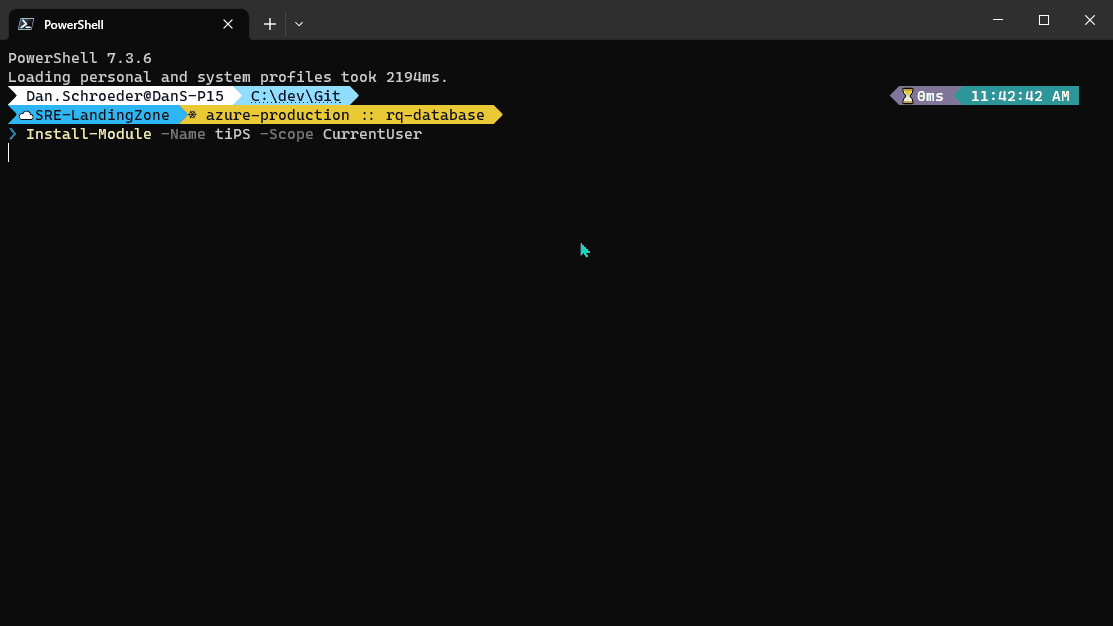 PowerShell
PowerShell 7.3.6
Loading personal and system profiles took 2194ms.
Dan.Schroeder@DanS-P15 C:\dev\Git 0ms 11:42:42 AM
SRE-LandingZone azure-production :: rq-database
❯ Install-Module -Name tiPS -Scope CurrentUser